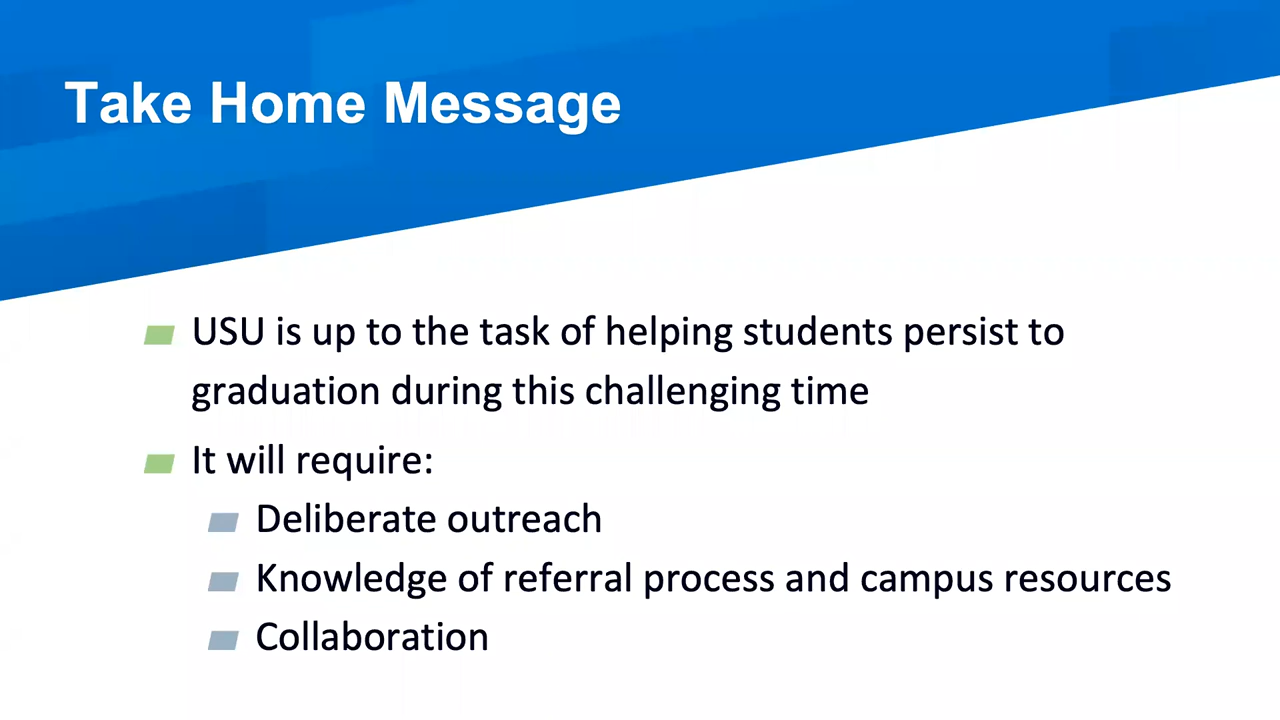 Take Home Message
USU is up to the task of helping students persist to
graduation during this challenging time
It will require:
Deliberate outreach
Knowledge of referral process and campus resources
Collaboration